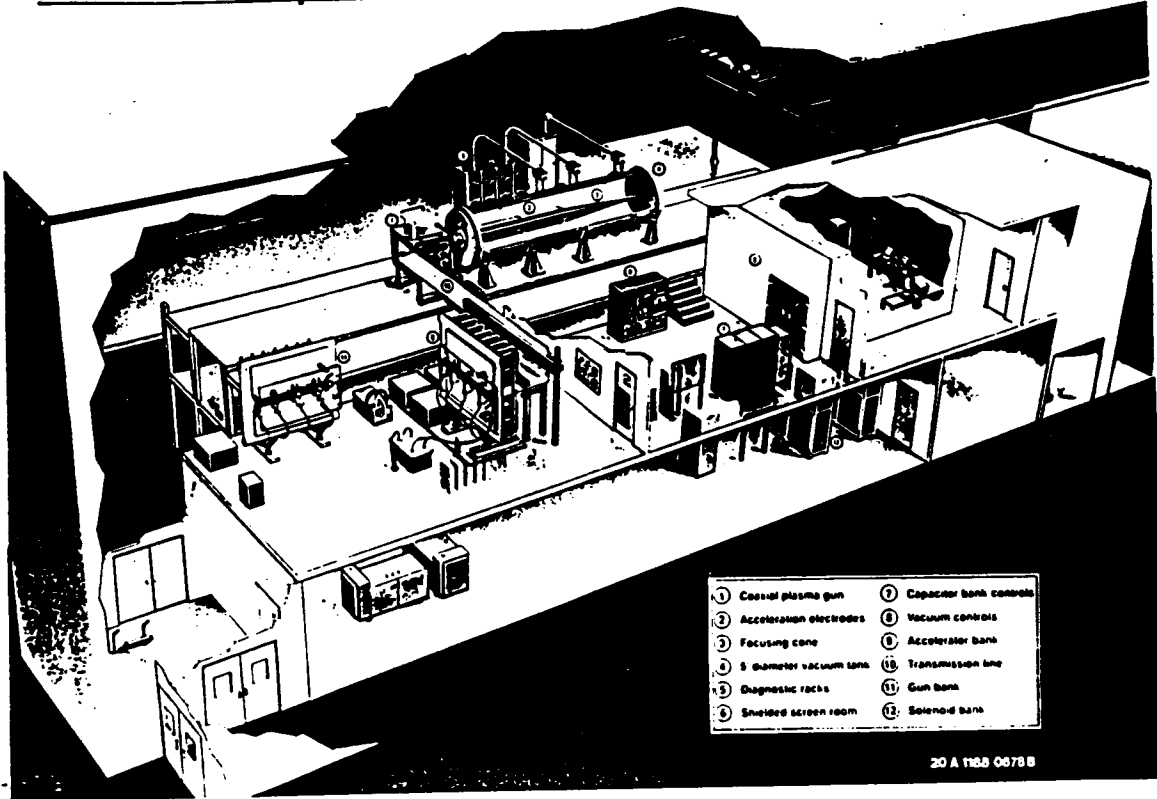 1 Coaxial plasma gun
2 Acceleration electrodes
3 Focusing cone
4 5' diameter vacuum tank
5 Diagnostic racks
6 Shielded screen room
7 Capacitor bank controls
8 Vacuum controls
9 Accelerator bank
10 Transmission line
11 Gun bank
12 Solenoid bank
20 A 1188 0678 B